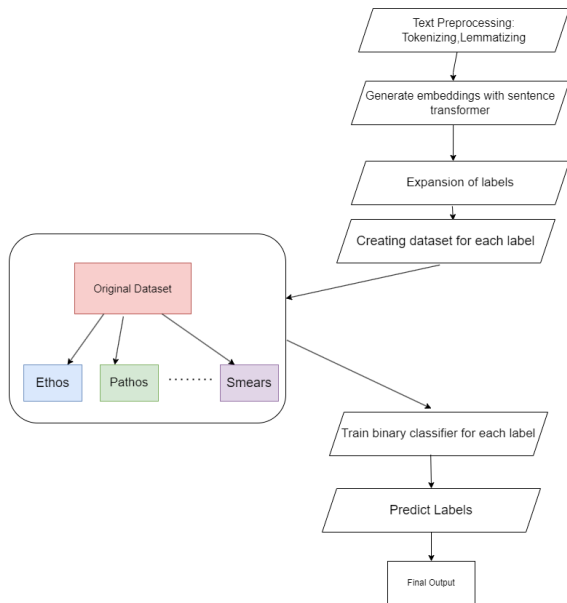 Text Preprocessing:
Tokenizing,Lemmatizing
Generate embeddings with sentence
transformer
Expansion of labels
Creating dataset for each label
Original Dataset
Ethos
Pathos
Smears
Train binary classifier for each label
Predict Labels
Final Output